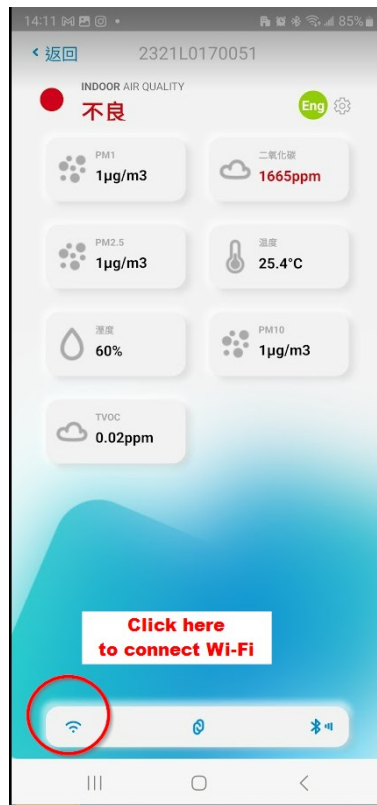 14:11 85%
返回 2321L0170051
INDOOR AIR QUALITY
不良
Eng
PM1
1µg/m3
二氧化碳
1665ppm
PM2.5
1µg/m3
溫度
25.4°C
溼度
60%
PM10
1µg/m3
TVOC
0.02ppm
Click here
to connect Wi-Fi